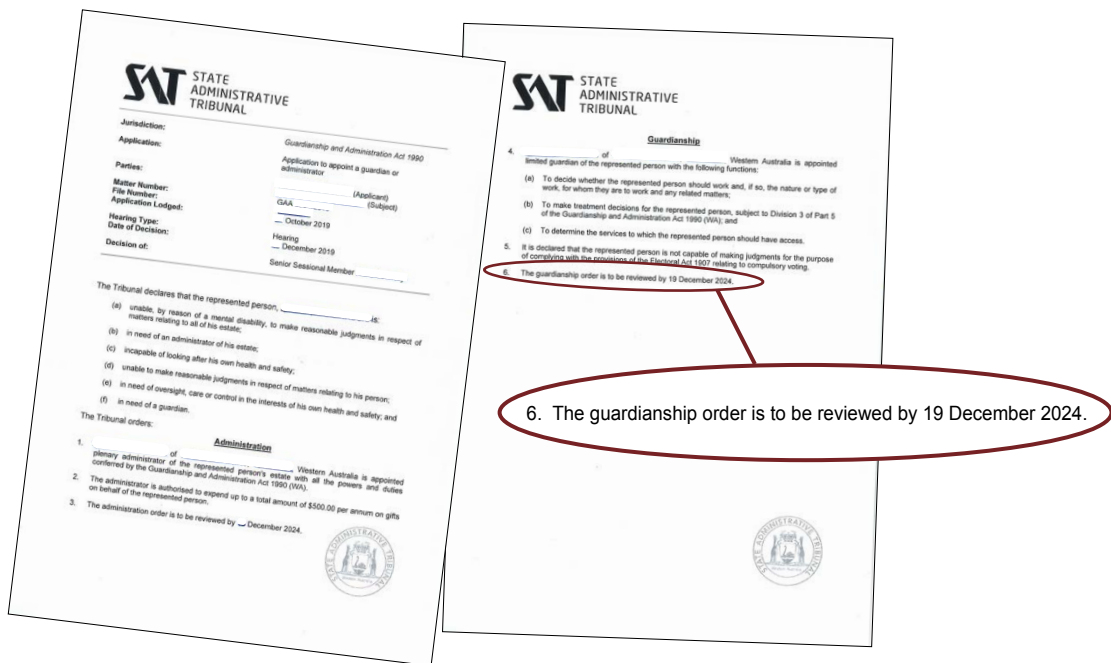 SAT STATE
ADMINISTRATIVE
TRIBUNAL
Jurisdiction: Guardianship and Administration Act 1990
Application: Application to appoint a guardian or
administrator
Parties: (Applicant)
(Subject)
Matter Number: GAA
File Number:
Application Lodged: October 2019
Hearing Type: Hearing
Date of Decision: December 2019
Decision of: Senior Sessional Member
The Tribunal declares that the represented person, is:
(a) unable, by reason of a mental disability, to make reasonable judgments in respect of
matters relating to all of his estate;
(b) in need of an administrator of his estate;
(c) incapable of looking after his own health and safety;
(d) unable to make reasonable judgments in respect of matters relating to his person;
(e) in need of oversight, care or control in the interests of his own health and safety; and
(f) in need of a guardian.
The Tribunal orders:
Administration
1. of Western Australia is appointed
plenary administrator of the represented person's estate with all the powers and duties
conferred by the Guardianship and Administration Act 1990 (WA).
2. The administrator is authorised to expend up to a total amount of $500.00 per annum on gifts
on behalf of the represented person.
3. The administration order is to be reviewed by December 2024.
STATE ADMINISTRATIVE TRIBUNAL
SAT STATE
ADMINISTRATIVE
TRIBUNAL
Guardianship
4. of Western Australia is appointed
limited guardian of the represented person with the following functions:
(a) To decide whether the represented person should work and, if so, the nature or type of
work, for whom they are to work and any related matters;
(b) To make treatment decisions for the represented person, subject to Division 3 of Part 5
of the Guardianship and Administration Act 1990 (WA); and
(c) To determine the services to which the represented person should have access.
5. It is declared that the represented person is not capable of making judgments for the purpose
of complying with the provisions of the Electoral Act 1907 relating to compulsory voting.
6. The guardianship order is to be reviewed by 19 December 2024.
STATE ADMINISTRATIVE TRIBUNAL
6. The guardianship order is to be reviewed by 19 December 2024.